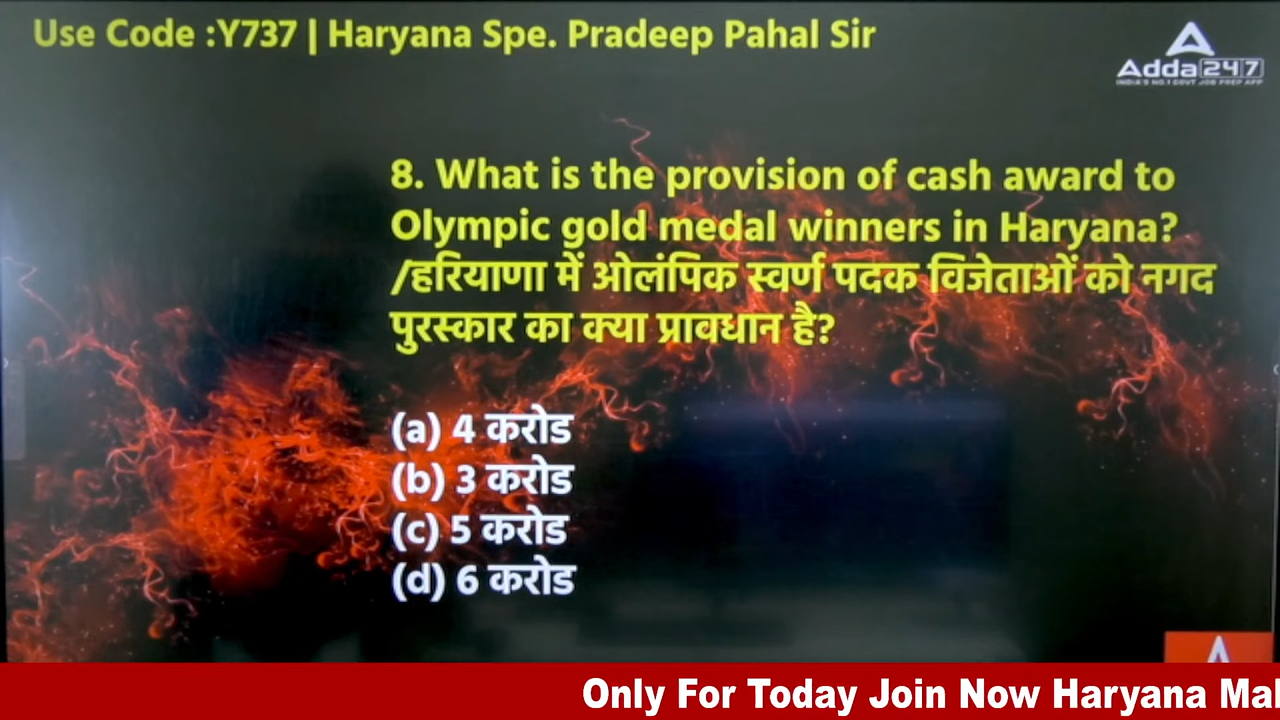 Use Code :Y737 | Haryana Spe. Pradeep Pahal Sir
Adda247
INDIA'S NO.1 GOVT JOB PREP APP
8. What is the provision of cash award to
Olympic gold medal winners in Haryana?
/हरियाणा में ओलंपिक स्वर्ण पदक विजेताओं को नगद
पुरस्कार का क्या प्रावधान है?
(a) 4 करोड
(b) 3 करोड
(c) 5 करोड
(d) 6 करोड
Only For Today Join Now Haryana Mah